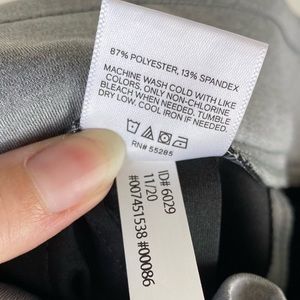 87% POLYESTER, 13% SPANDEX
MACHINE WASH COLD WITH LIKE
COLORS. ONLY NON-CHLORINE
BLEACH WHEN NEEDED. TUMBLE
DRY LOW. COOL IRON IF NEEDED.
RN# 55285
ID# 6029
11/20
#007451538 #00086